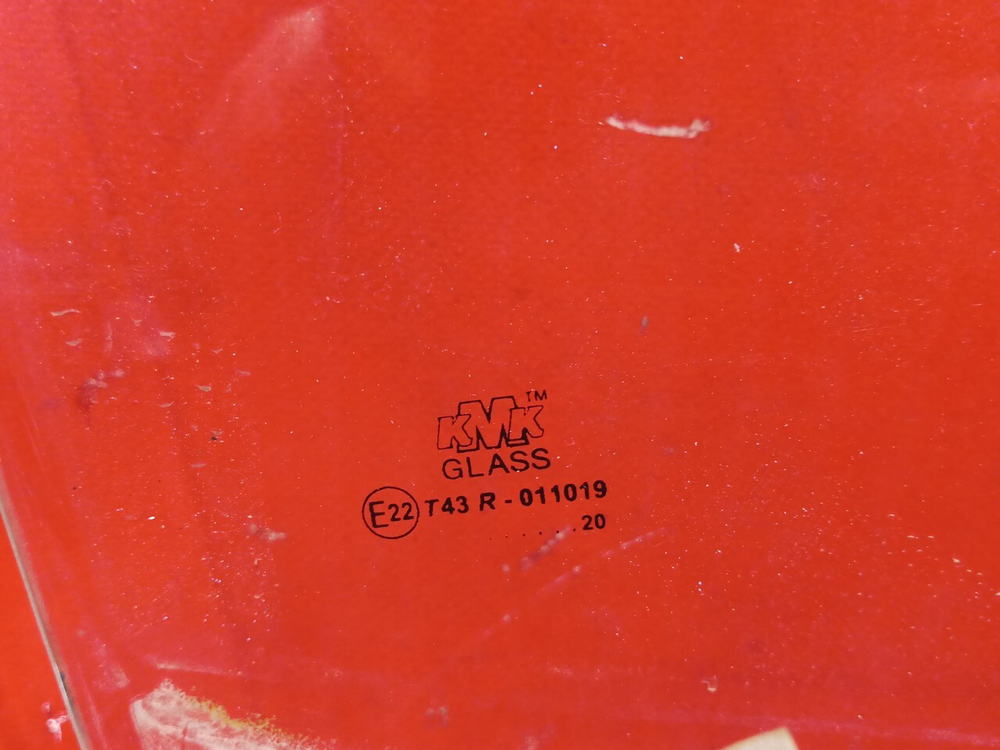 KMK™
GLASS
E22 T43 R - 011019
. . . . . . 20